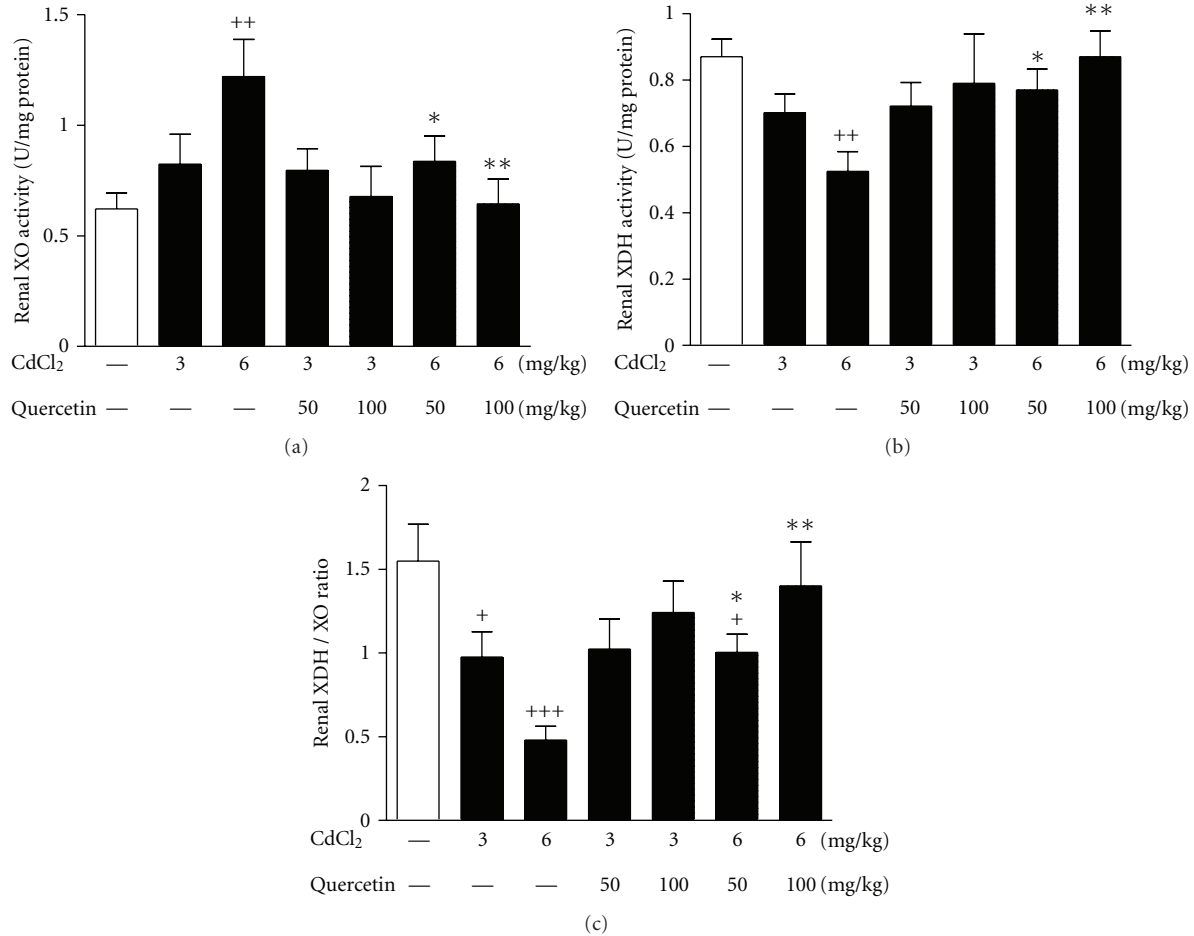 Renal XO activity (U/mg protein)
1.5
1
0.5
0
++
*
**
CdCl₂ — 3 6 3 3 6 6 (mg/kg)
Quercetin — — — 50 100 50 100 (mg/kg)
(a)
Renal XDH activity (U/mg protein)
1
0.8
0.6
0.4
0.2
0
++
*
**
CdCl₂ — 3 6 3 3 6 6 (mg/kg)
Quercetin — — — 50 100 50 100 (mg/kg)
(b)
Renal XDH / XO ratio
2
1.5
1
0.5
0
+
+++
*
+
**
CdCl₂ — 3 6 3 3 6 6 (mg/kg)
Quercetin — — — 50 100 50 100 (mg/kg)
(c)